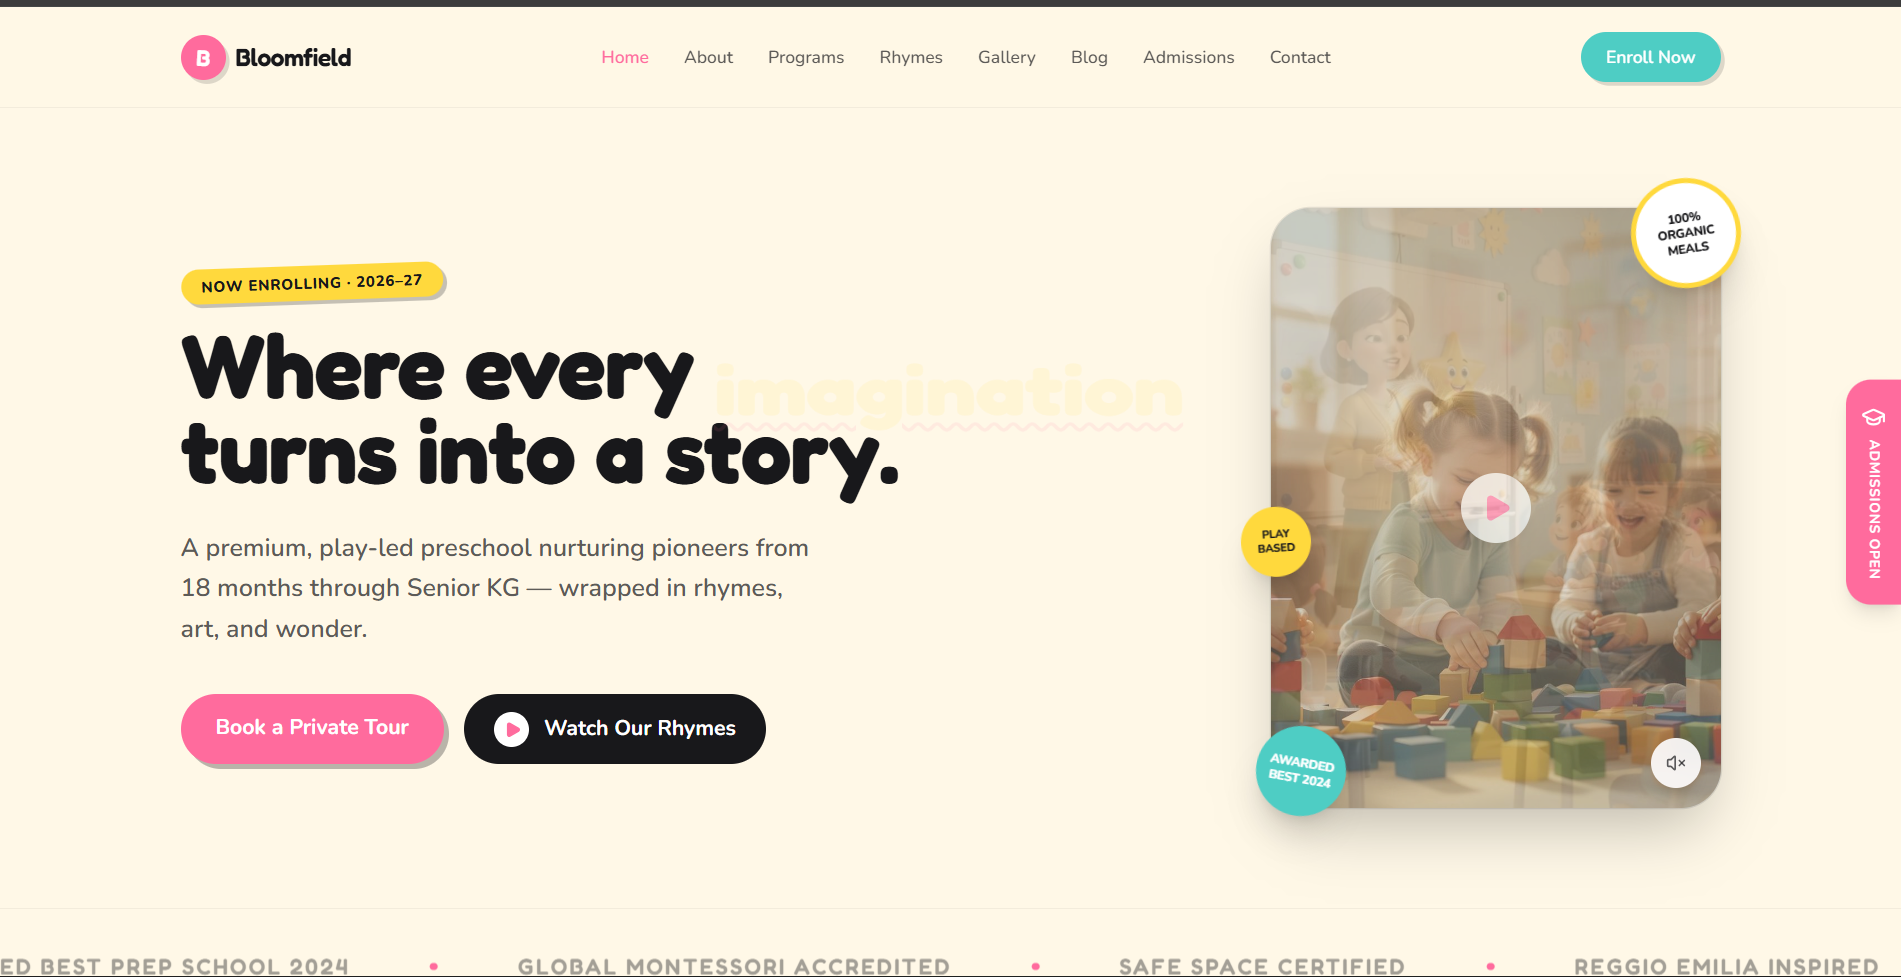 B Bloomfield
Home About Programs Rhymes Gallery Blog Admissions Contact
Enroll Now
NOW ENROLLING · 2026–27
Where every imagination
turns into a story.
A premium, play-led preschool nurturing pioneers from
18 months through Senior KG — wrapped in rhymes,
art, and wonder.
Book a Private Tour
Watch Our Rhymes
100%
ORGANIC
MEALS
PLAY
BASED
AWARDED
BEST 2024
ADMISSIONS OPEN
ED BEST PREP SCHOOL 2024 • GLOBAL MONTESSORI ACCREDITED • SAFE SPACE CERTIFIED • REGGIO EMILIA INSPIRED